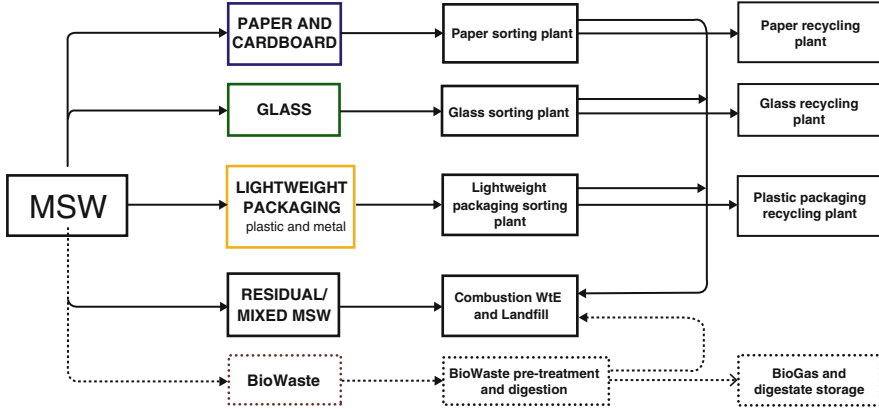 PAPER AND
CARDBOARD
Paper sorting plant
Paper recycling
plant
GLASS
Glass sorting plant
Glass recycling
plant
MSW
LIGHTWEIGHT
PACKAGING
plastic and metal
Lightweight
packaging sorting
plant
Plastic packaging
recycling plant
RESIDUAL/
MIXED MSW
Combustion WtE
and Landfill
BioWaste
BioWaste pre-treatment
and digestion
BioGas and
digestate storage